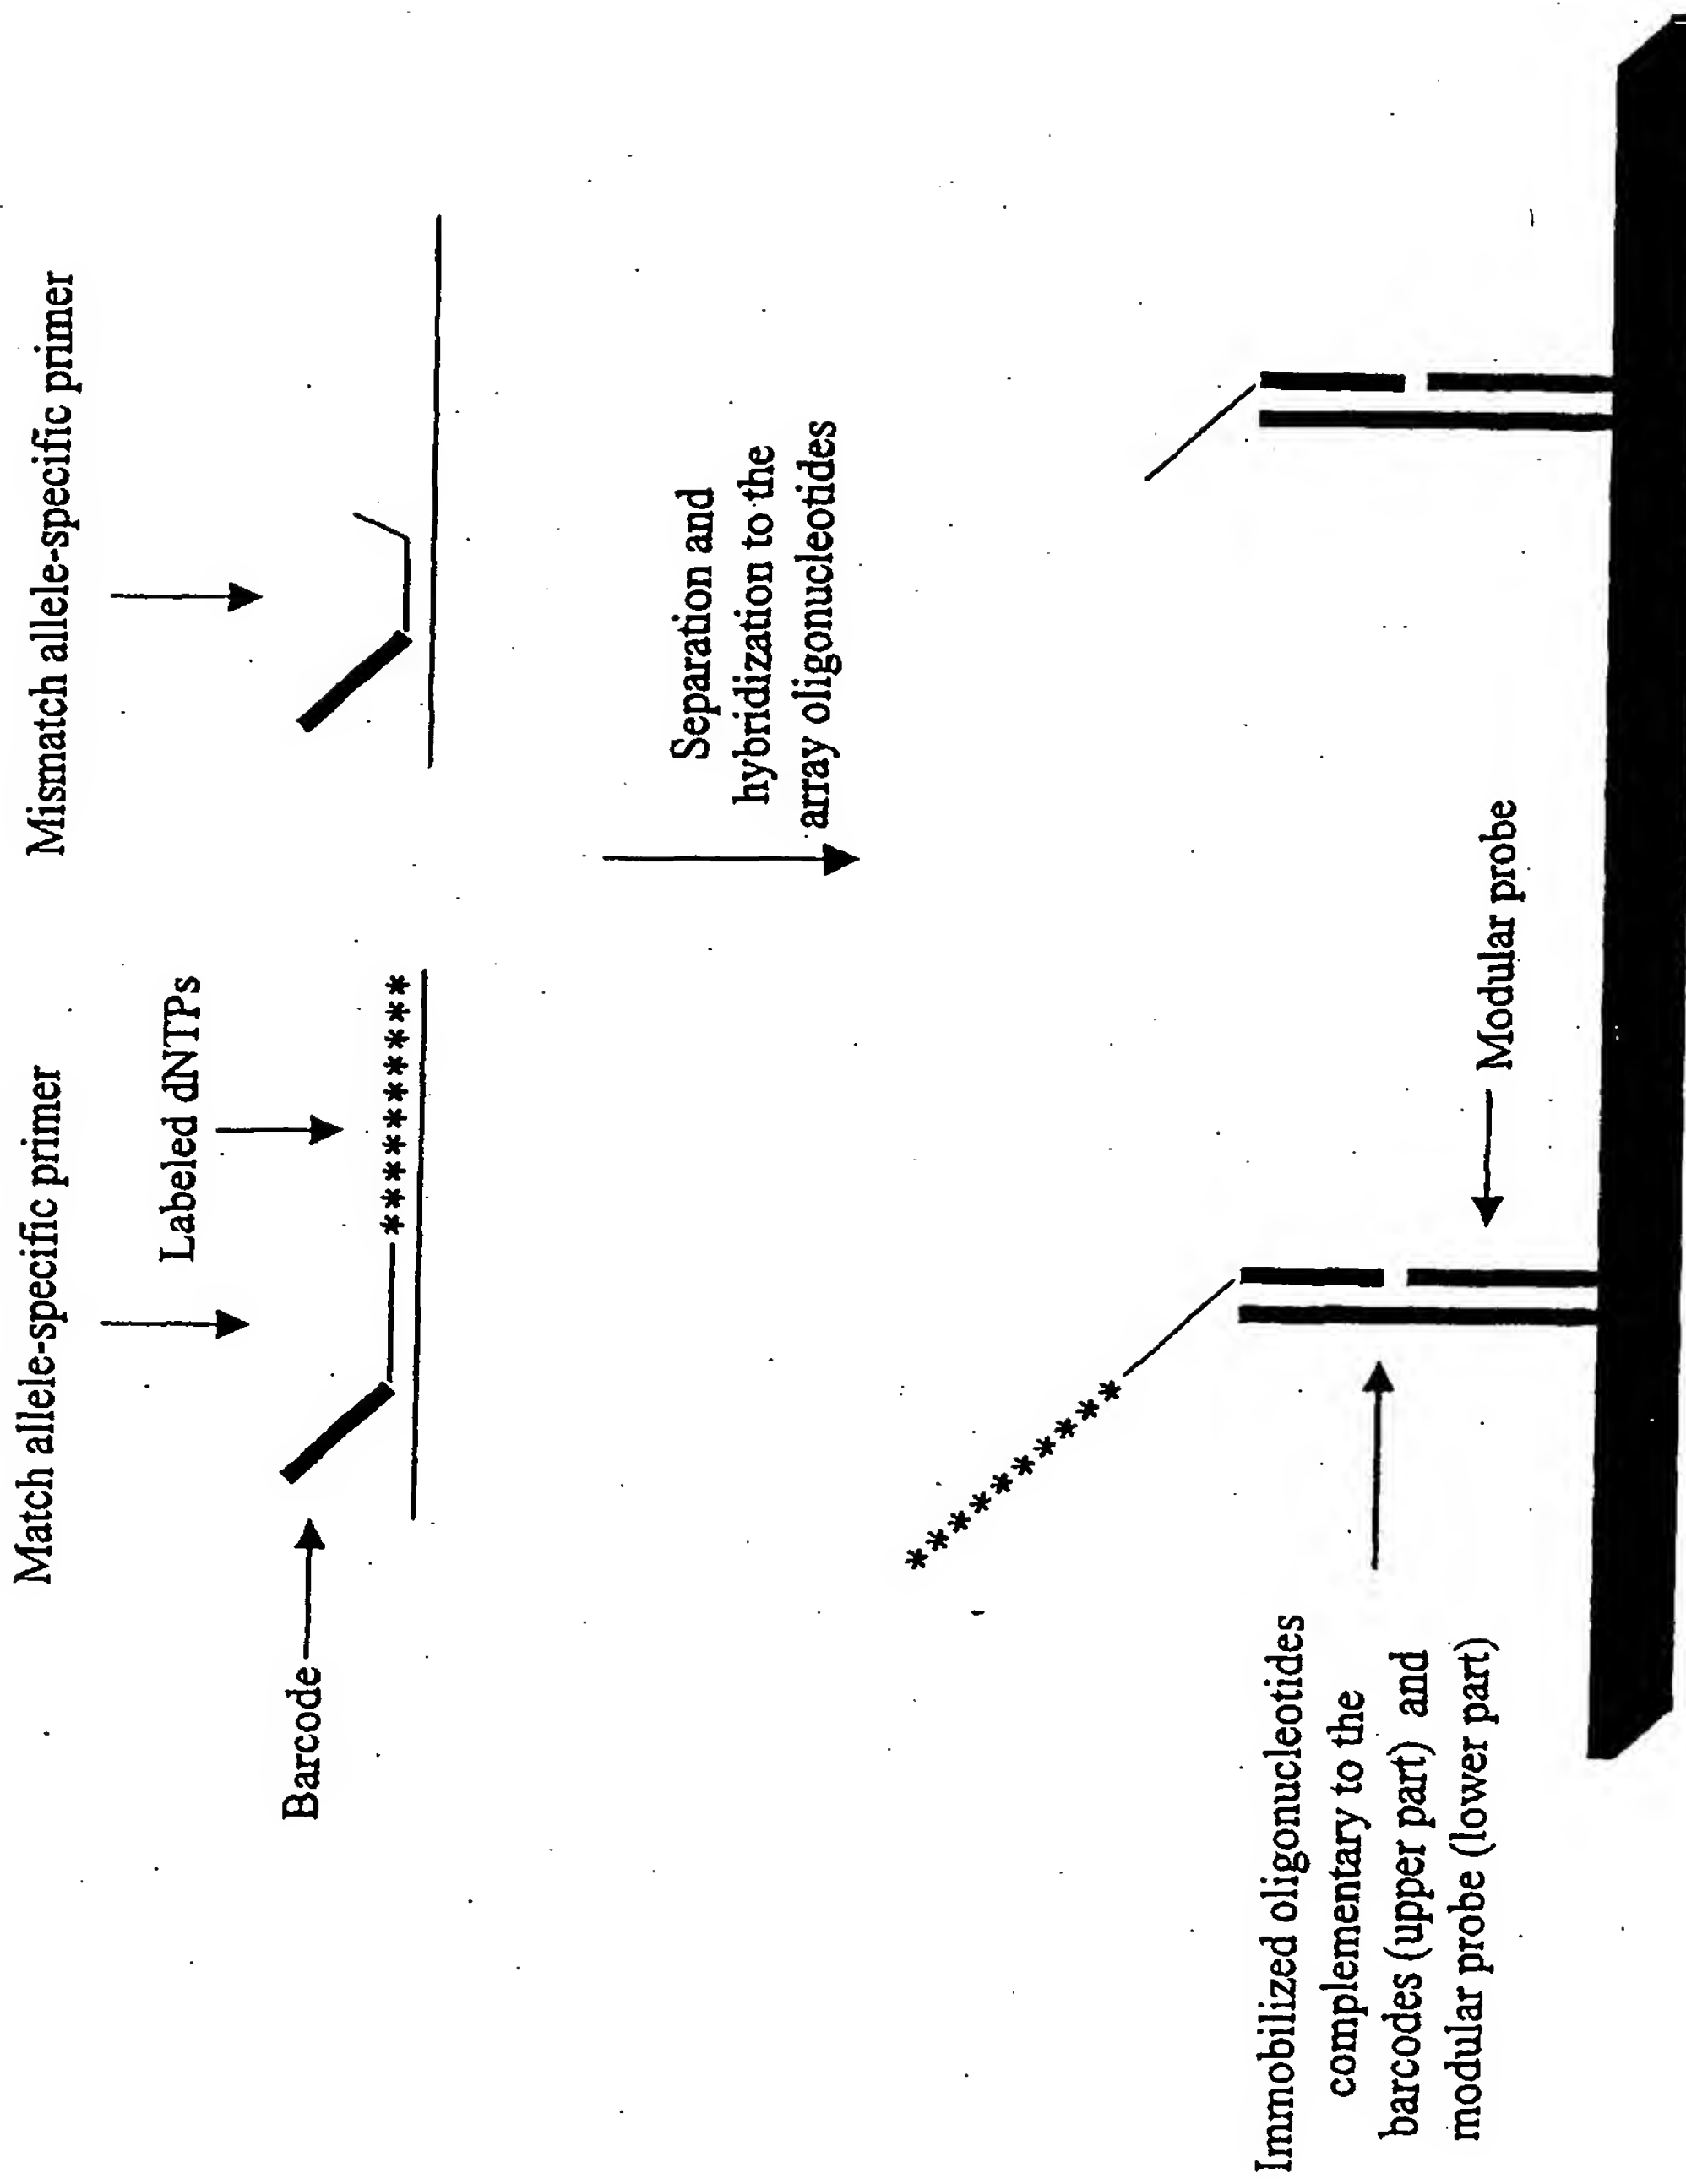 Match allele-specific primer
Mismatch allele-specific primer
Labeled dNTPs
Barcode
Separation and
hybridization to the
array oligonucleotides
Modular probe
Immobilized oligonucleotides
complementary to the
barcodes (upper part) and
modular probe (lower part)